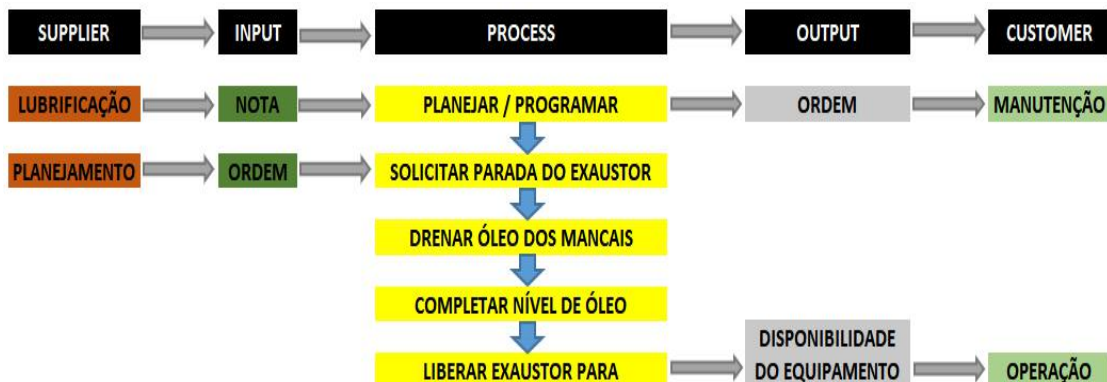 SUPPLIER INPUT PROCESS OUTPUT CUSTOMER
LUBRIFICAÇÃO NOTA PLANEJAR / PROGRAMAR ORDEM MANUTENÇÃO
PLANEJAMENTO ORDEM SOLICITAR PARADA DO EXAUSTOR
DRENAR ÓLEO DOS MANCAIS
COMPLETAR NÍVEL DE ÓLEO
DISPONIBILIDADE
LIBERAR EXAUSTOR PARA DO EQUIPAMENTO OPERAÇÃO